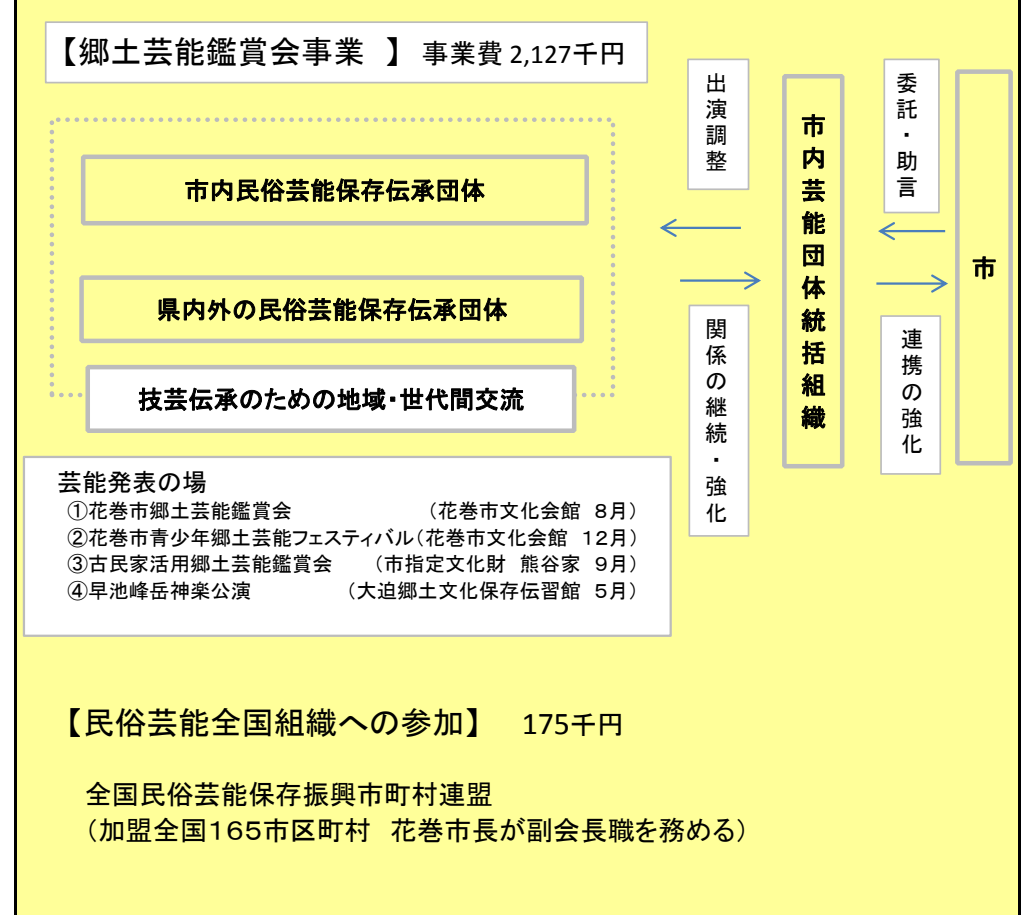 【郷土芸能鑑賞会事業　】 事業費 2,127千円
市内民俗芸能保存伝承団体
県内外の民俗芸能保存伝承団体
技芸伝承のための地域・世代間交流
出演調整
関係の継続・強化
市内芸能団体統括組織
委託・助言
連携の強化
市
芸能発表の場
①花巻市郷土芸能鑑賞会　（花巻市文化会館　８月）
②花巻市青少年郷土芸能フェスティバル（花巻市文化会館　１２月）
③古民家活用郷土芸能鑑賞会　（市指定文化財　熊谷家　９月）
④早池峰岳神楽公演　（大迫郷土文化保存伝習館　５月）
【民俗芸能全国組織への参加】　175千円
全国民俗芸能保存振興市町村連盟
（加盟全国１６５市区町村　花巻市長が副会長職を務める）